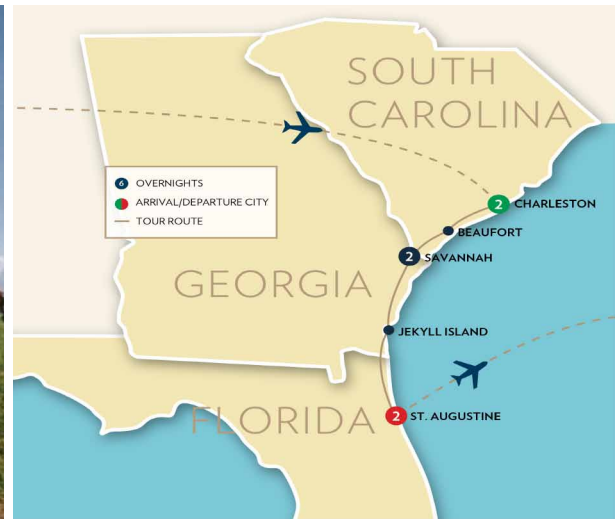 SOUTH
CAROLINA
6 OVERNIGHTS
ARRIVAL/DEPARTURE CITY
TOUR ROUTE
2 CHARLESTON
BEAUFORT
2 SAVANNAH
GEORGIA
JEKYLL ISLAND
FLORIDA
2 ST. AUGUSTINE